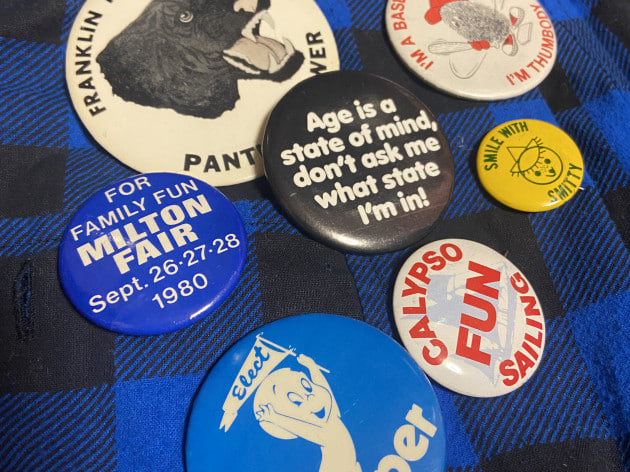 FRANKLIN
PANT
WER
I'M A BASE
I'M THUMBODY
Age is a
state of mind,
don't ask me
what state
I'm in!
SMILE WITH
SMITTY
FOR
FAMILY FUN
MILTON
FAIR
Sept. 26-27-28
1980
CALYPSO
FUN
SAILING
Elect
per